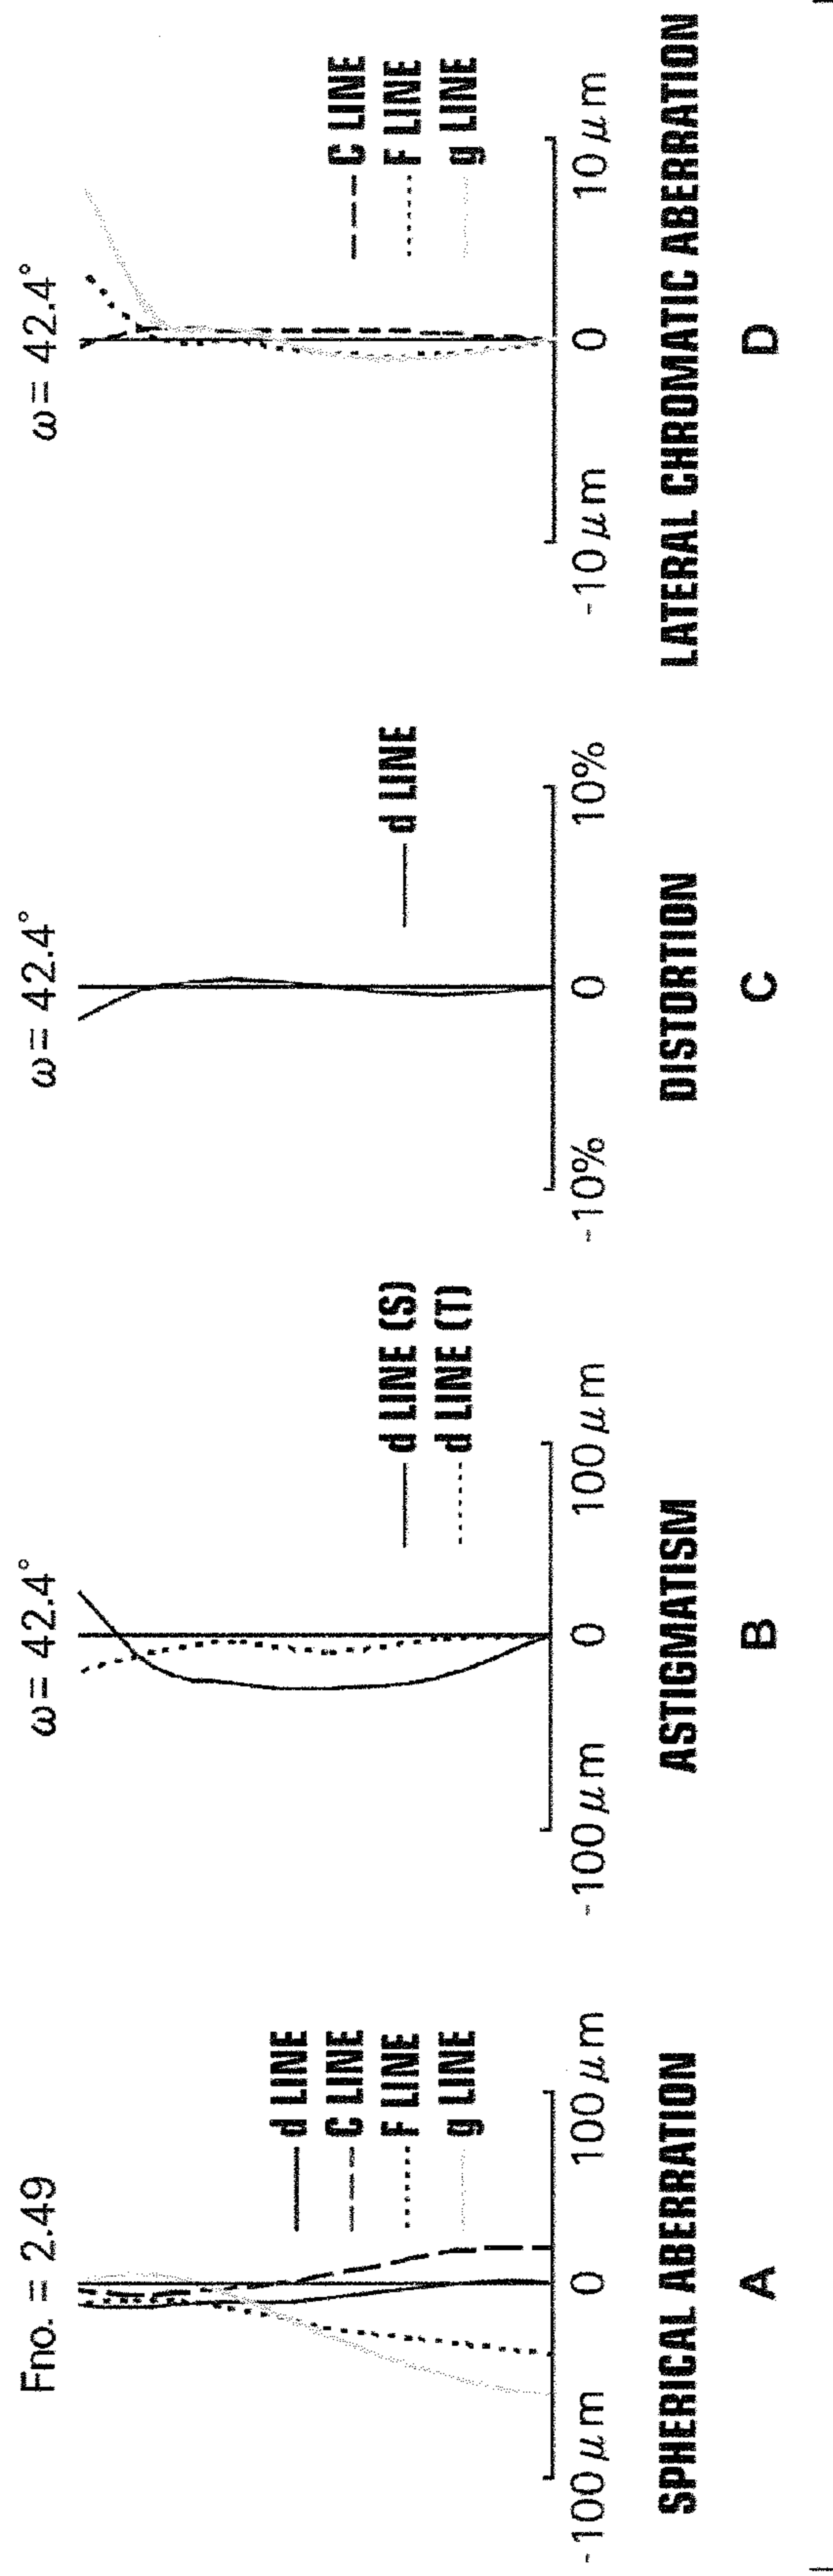 Fno. = 2.49
d LINE
C LINE
F LINE
g LINE
-100 μm
0
100 μm
SPHERICAL ABERRATION
A
ω= 42.4°
d LINE (S)
d LINE (T)
-100 μm
0
100 μm
ASTIGMATISM
B
ω= 42.4°
d LINE
-10%
0
10%
DISTORTION
C
ω= 42.4°
C LINE
F LINE
g LINE
-10 μm
0
10 μm
LATERAL CHROMATIC ABERRATION
D